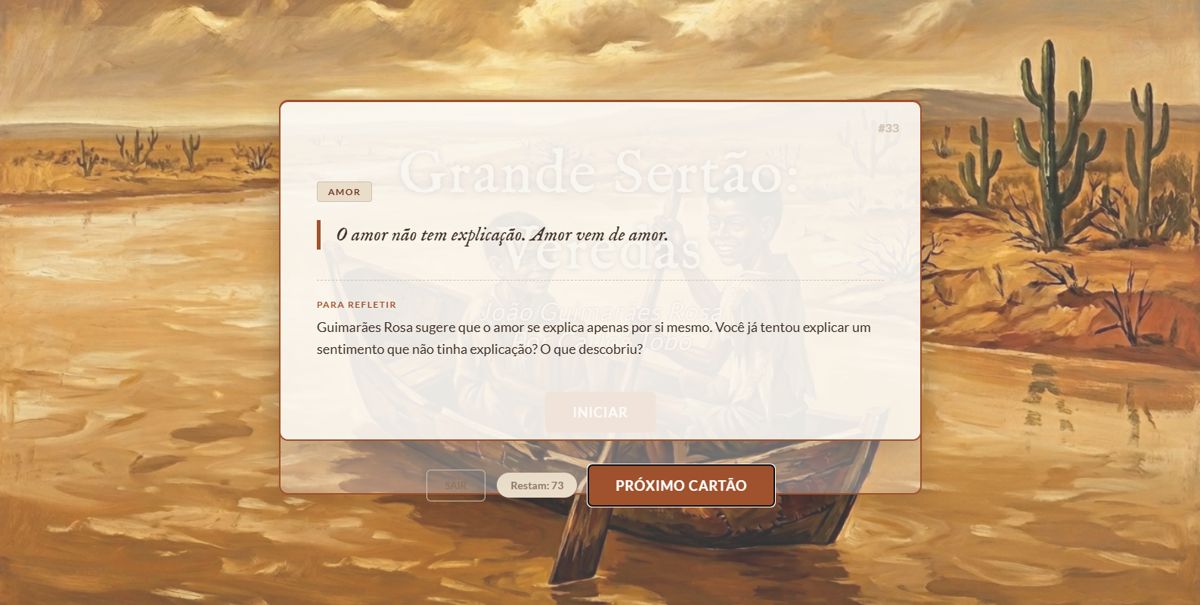 #33
Grande Sertão:
AMOR
O amor não tem explicação. Amor vem de amor.
Veredas
PARA REFLETIR
João Guimarães Rosa
Guimarães Rosa sugere que o amor se explica apenas por si mesmo. Você já tentou explicar um
sentimento que não tinha explicação? O que descobriu?
INICIAR
SAIR
Restam: 73
PRÓXIMO CARTÃO